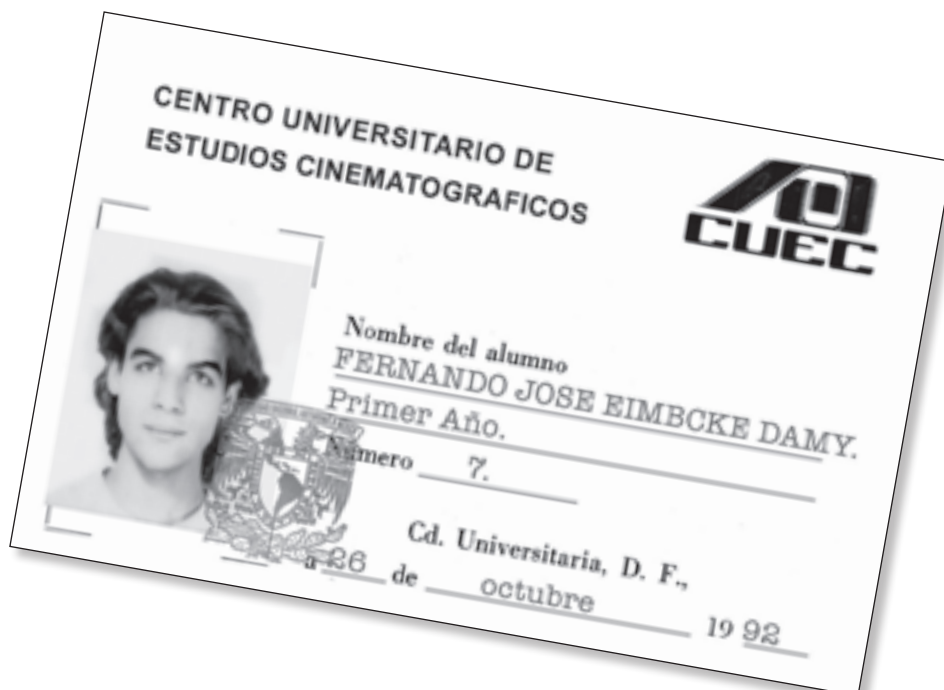 CENTRO UNIVERSITARIO DE
ESTUDIOS CINEMATOGRAFICOS
CUEC
Nombre del alumno
FERNANDO JOSE EIMBCKE DAMY.
Primer Año.
Número 7.
Cd. Universitaria, D. F.,
a 26 de octubre 19 92